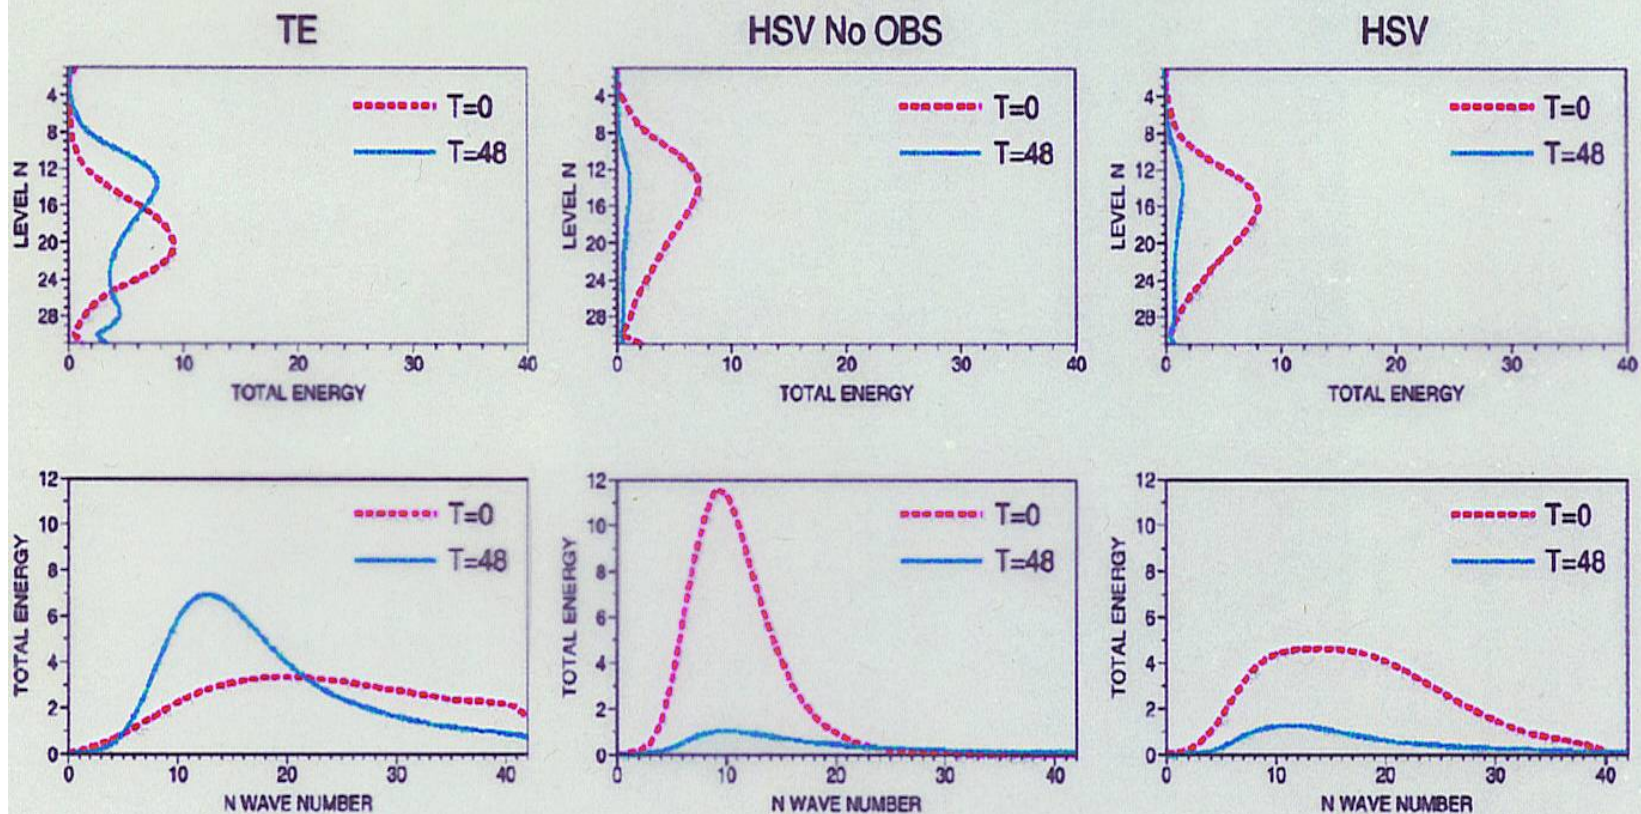 TE
HSV No OBS
HSV
4
8
12
16
20
24
28
LEVEL N
T=0
T=48
0
10
20
30
40
TOTAL ENERGY
4
8
12
16
20
24
28
LEVEL N
T=0
T=48
0
10
20
30
40
TOTAL ENERGY
4
8
12
16
20
24
28
LEVEL N
T=0
T=48
0
10
20
30
40
TOTAL ENERGY
12
10
8
6
4
2
0
TOTAL ENERGY
T=0
T=48
0
10
20
30
40
N WAVE NUMBER
12
10
8
6
4
2
0
TOTAL ENERGY
T=0
T=48
0
10
20
30
40
N WAVE NUMBER
12
10
8
6
4
2
0
TOTAL ENERGY
T=0
T=48
0
10
20
30
40
N WAVE NUMBER